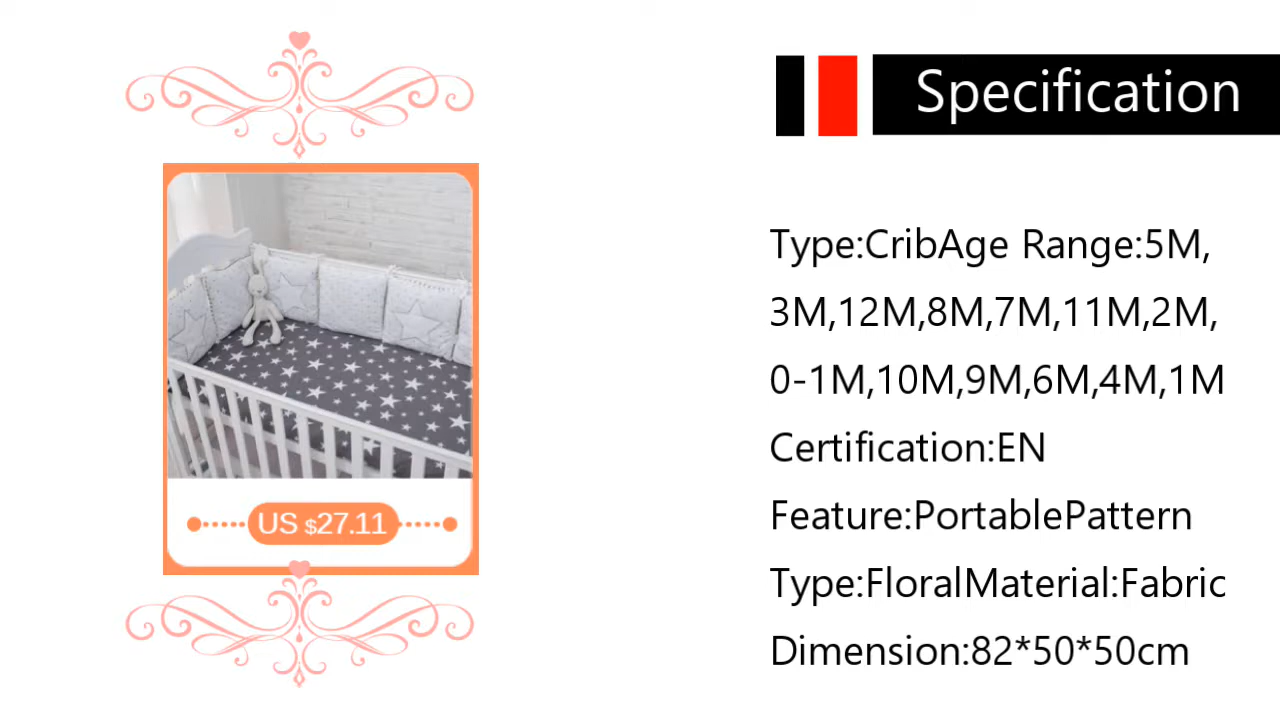 Specification
Type:CribAge Range:5M,
3M,12M,8M,7M,11M,2M,
0-1M,10M,9M,6M,4M,1M
Certification:EN
Feature:PortablePattern
Type:FloralMaterial:Fabric
Dimension:82*50*50cm
US $27.11